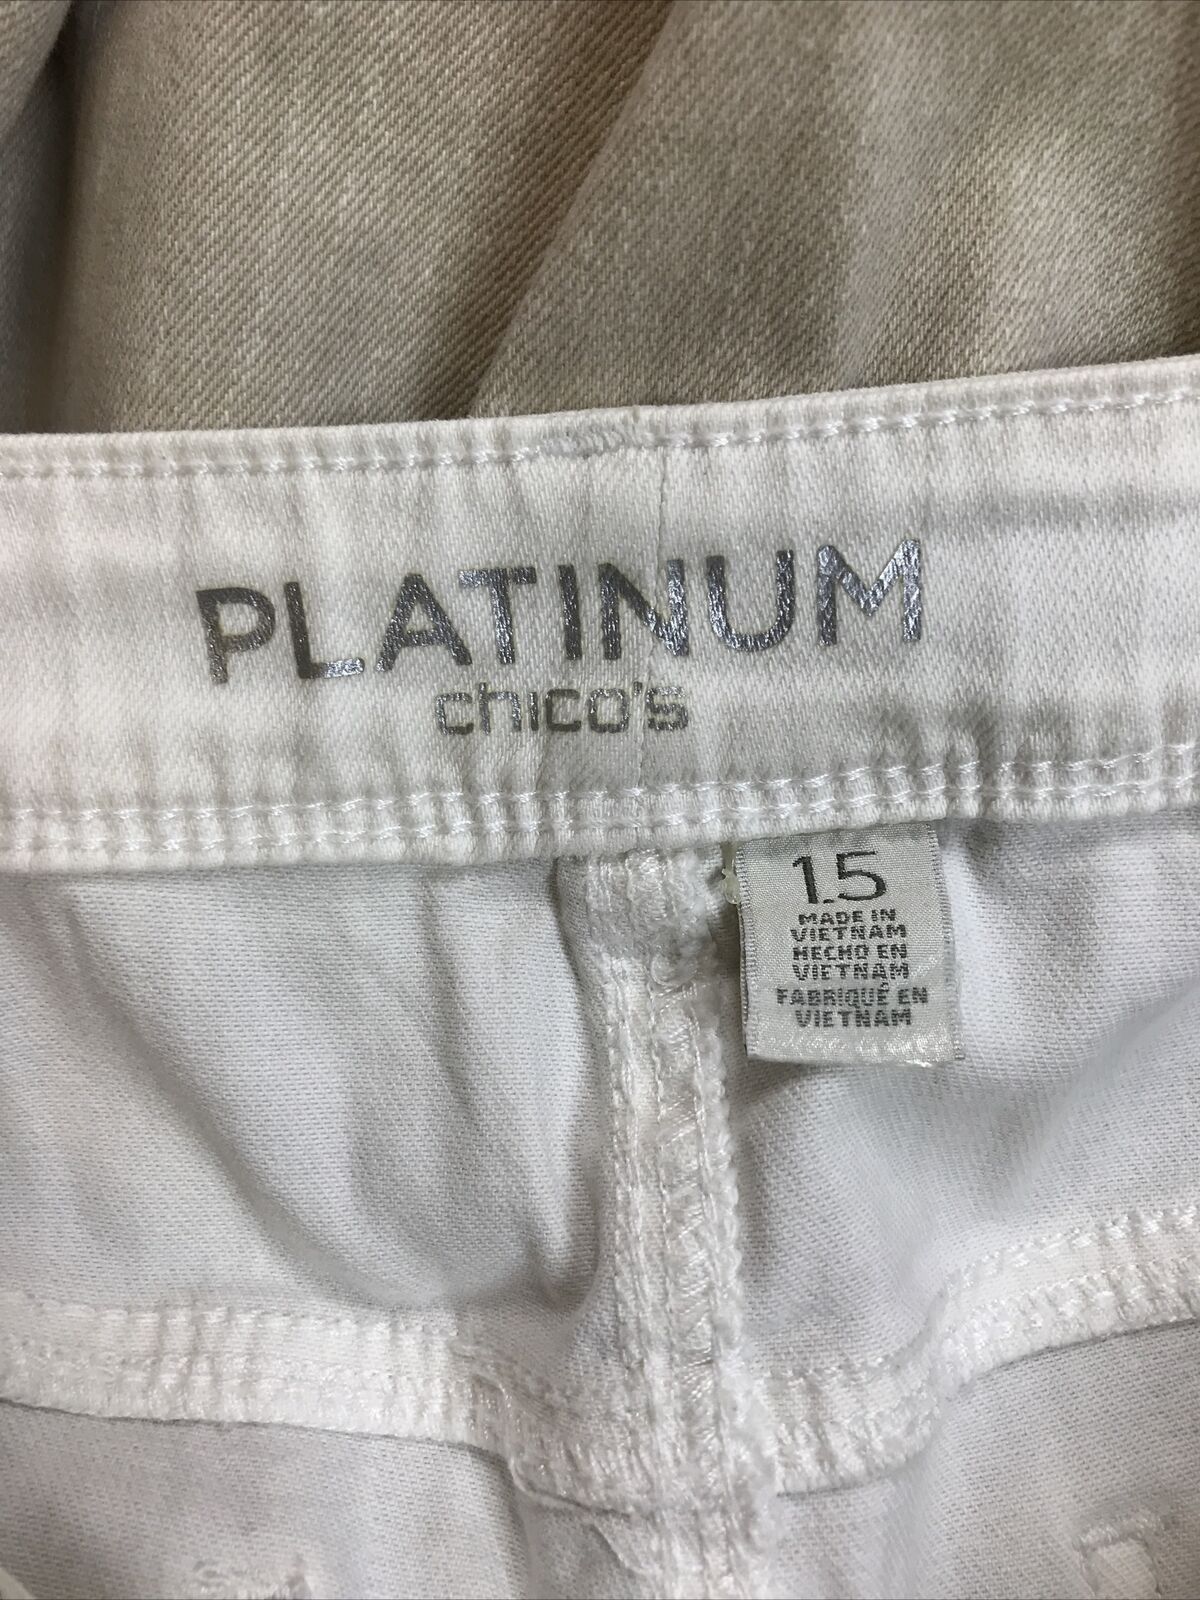 PLATINUM
chico's
1.5
MADE IN
VIETNAM
HECHO EN
VIETNAM
FABRIQUÉ EN
VIETNAM